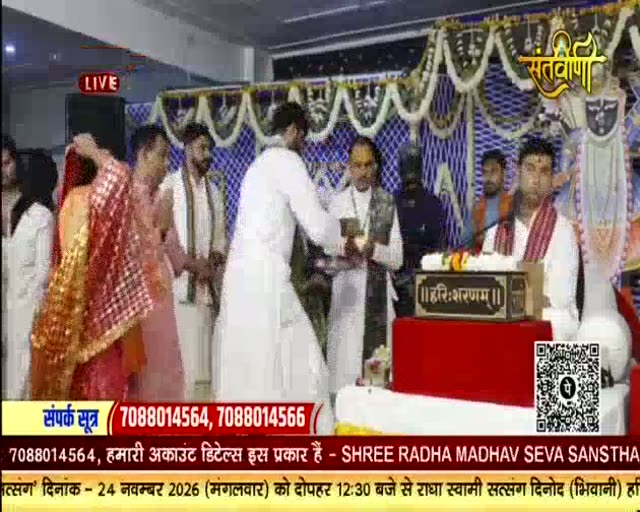 LIVE
संतवाणी
॥हरि:शरणम्॥
संपर्क सूत्र 7088014564, 7088014566
7088014564, हमारी अकाउंट डिटेल्स इस प्रकार हैं - SHREE RADHA MADHAV SEVA SANSTHA
त्संग' दिनांक - 24 नवम्बर 2026 (मंगलवार) को दोपहर 12:30 बजे से राधा स्वामी सत्संग दिनोद (भिवानी) हरि